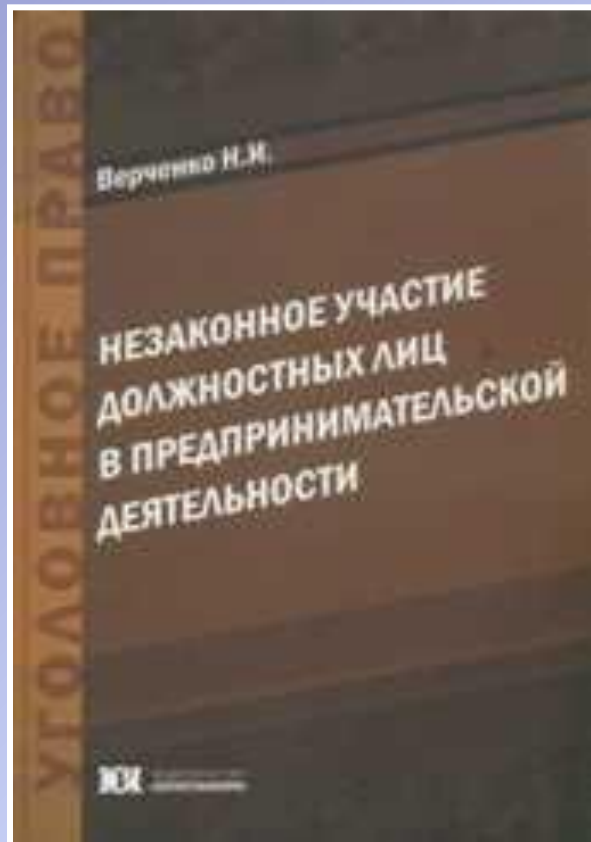 УГОЛОВНОЕ ПРАВО
Верченко Н.И.
НЕЗАКОННОЕ УЧАСТИЕ
ДОЛЖНОСТНЫХ ЛИЦ
В ПРЕДПРИНИМАТЕЛЬСКОЙ
ДЕЯТЕЛЬНОСТИ